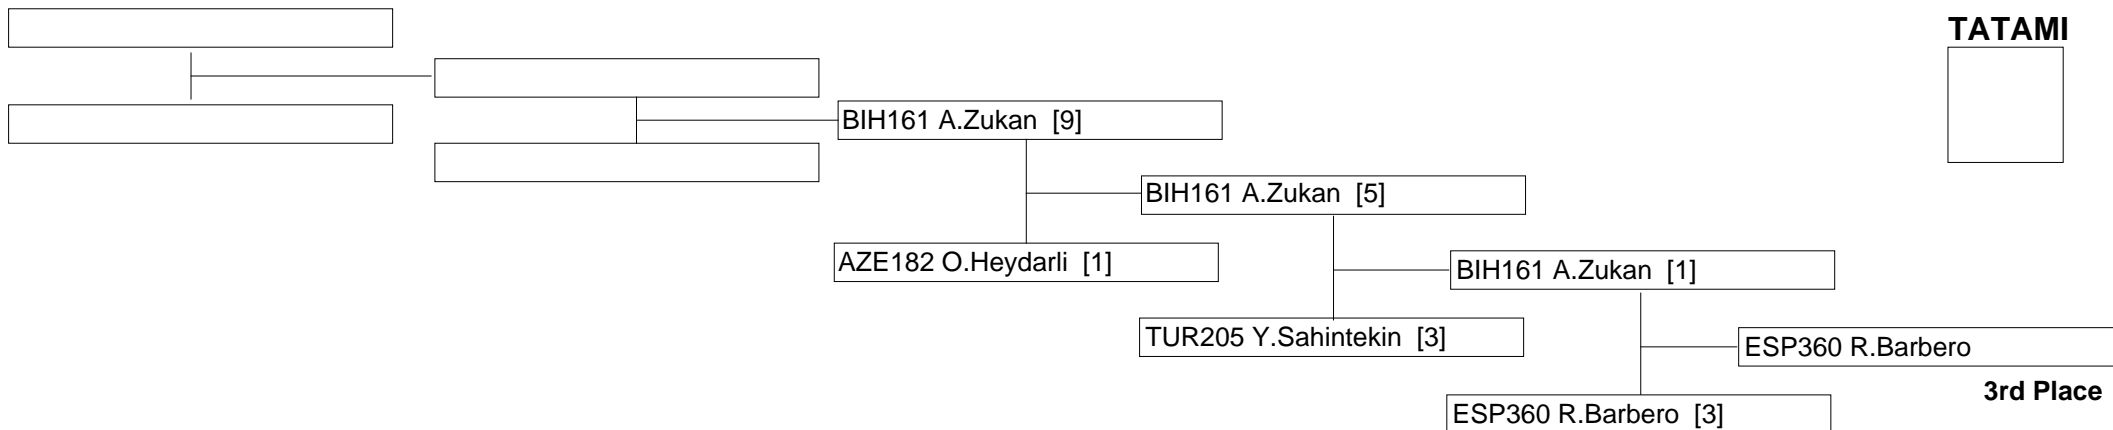 TATAMI
BIH161 A.Zukan [9]
BIH161 A.Zukan [5]
AZE182 O.Heydarli [1]
BIH161 A.Zukan [1]
TUR205 Y.Sahintekin [3]
ESP360 R.Barbero
3rd Place
ESP360 R.Barbero [3]